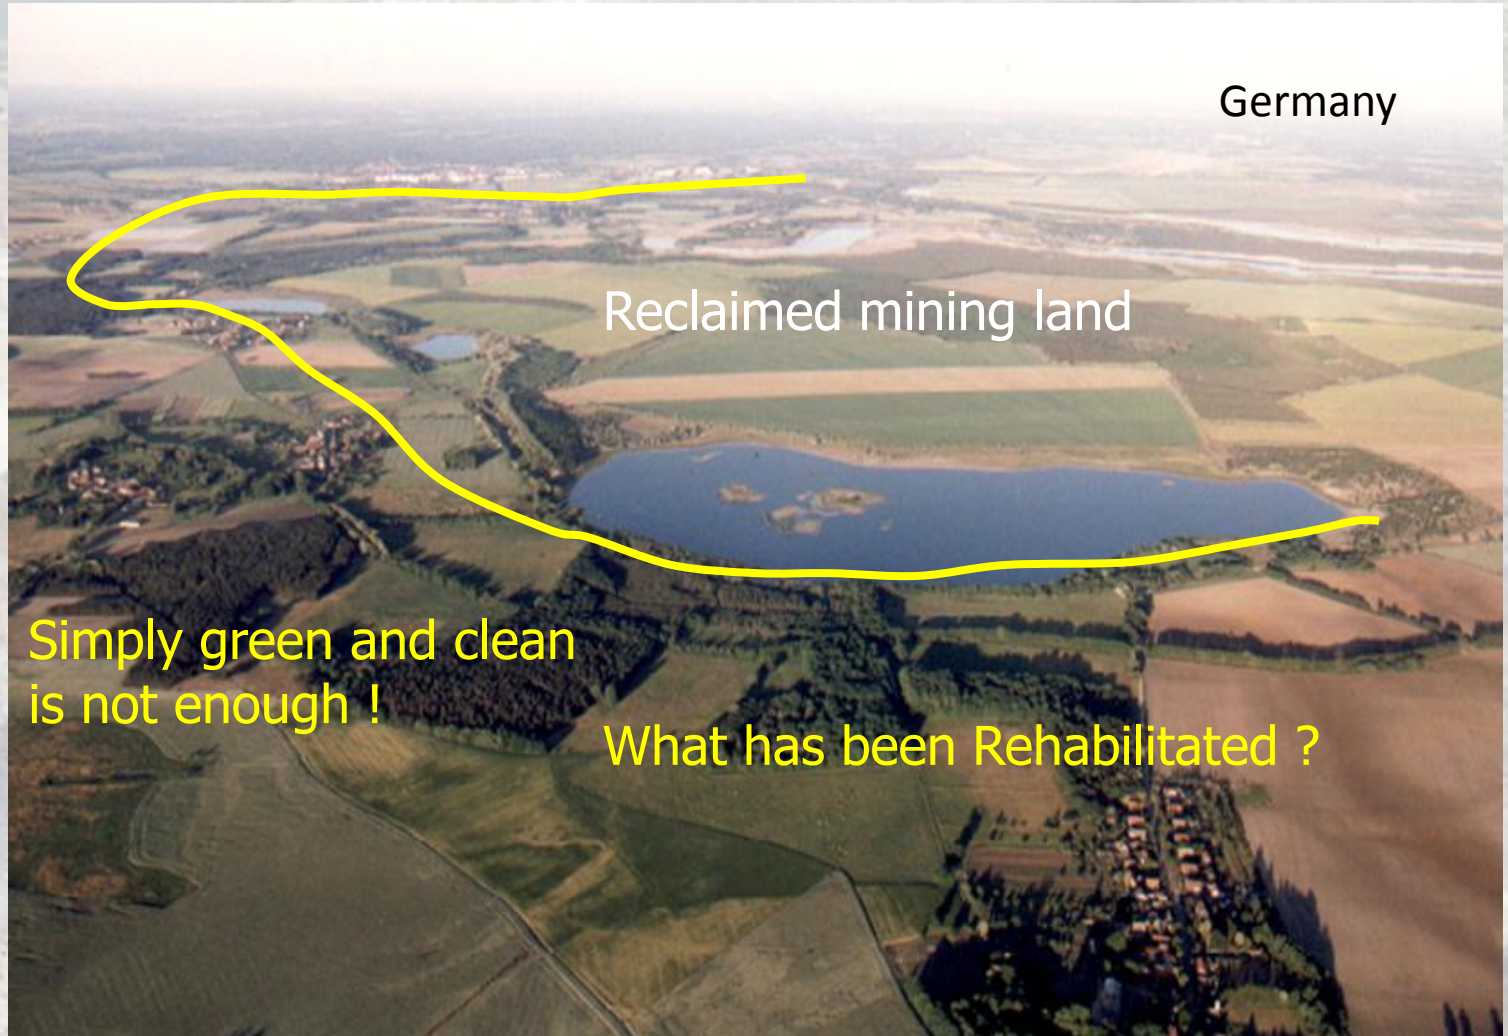 Germany
Reclaimed mining land
Simply green and clean
is not enough !
What has been Rehabilitated ?